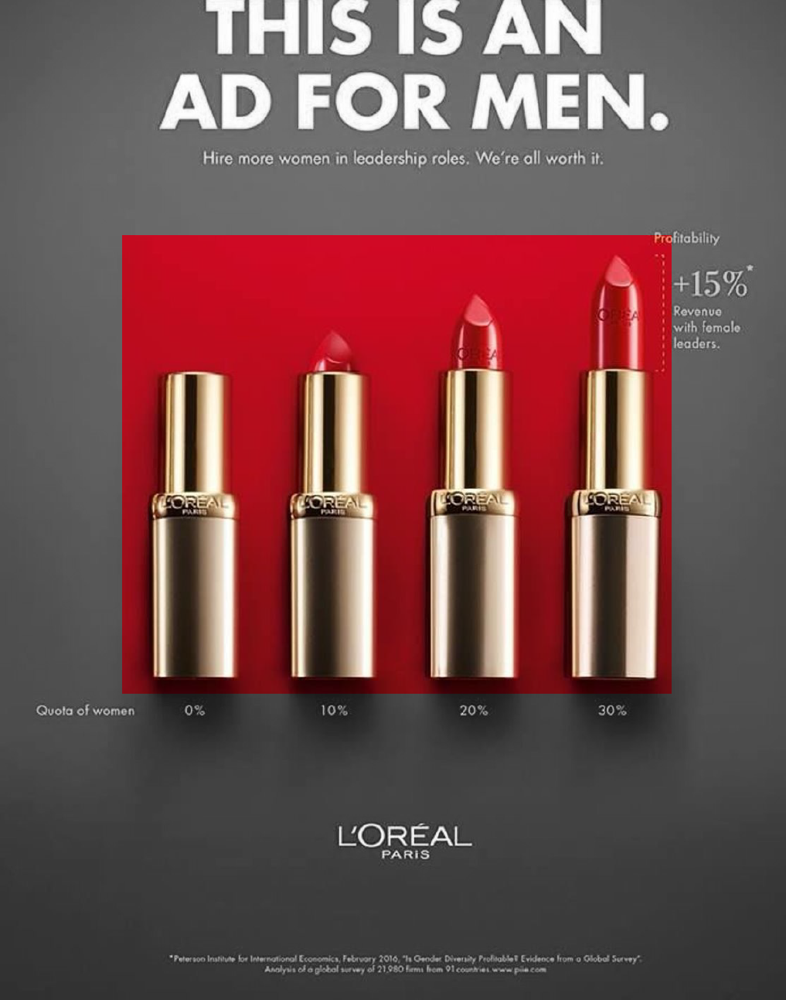 THIS IS AN
AD FOR MEN.
Hire more women in leadership roles. We're all worth it.
Profitability
+15%*
Revenue
with female
leaders.
L'ORÉAL
PARIS
L'ORÉAL
PARIS
L'ORÉAL
PARIS
L'ORÉAL
PARIS
Quota of women 0% 10% 20% 30%
L'ORÉAL
PARiS
*Peterson Institute for International Economics, February 2016, "Is Gender Diversity Profitable? Evidence from a Global Survey".
Analysis of a global survey of 21,980 firms from 91 countries. www.piie.com